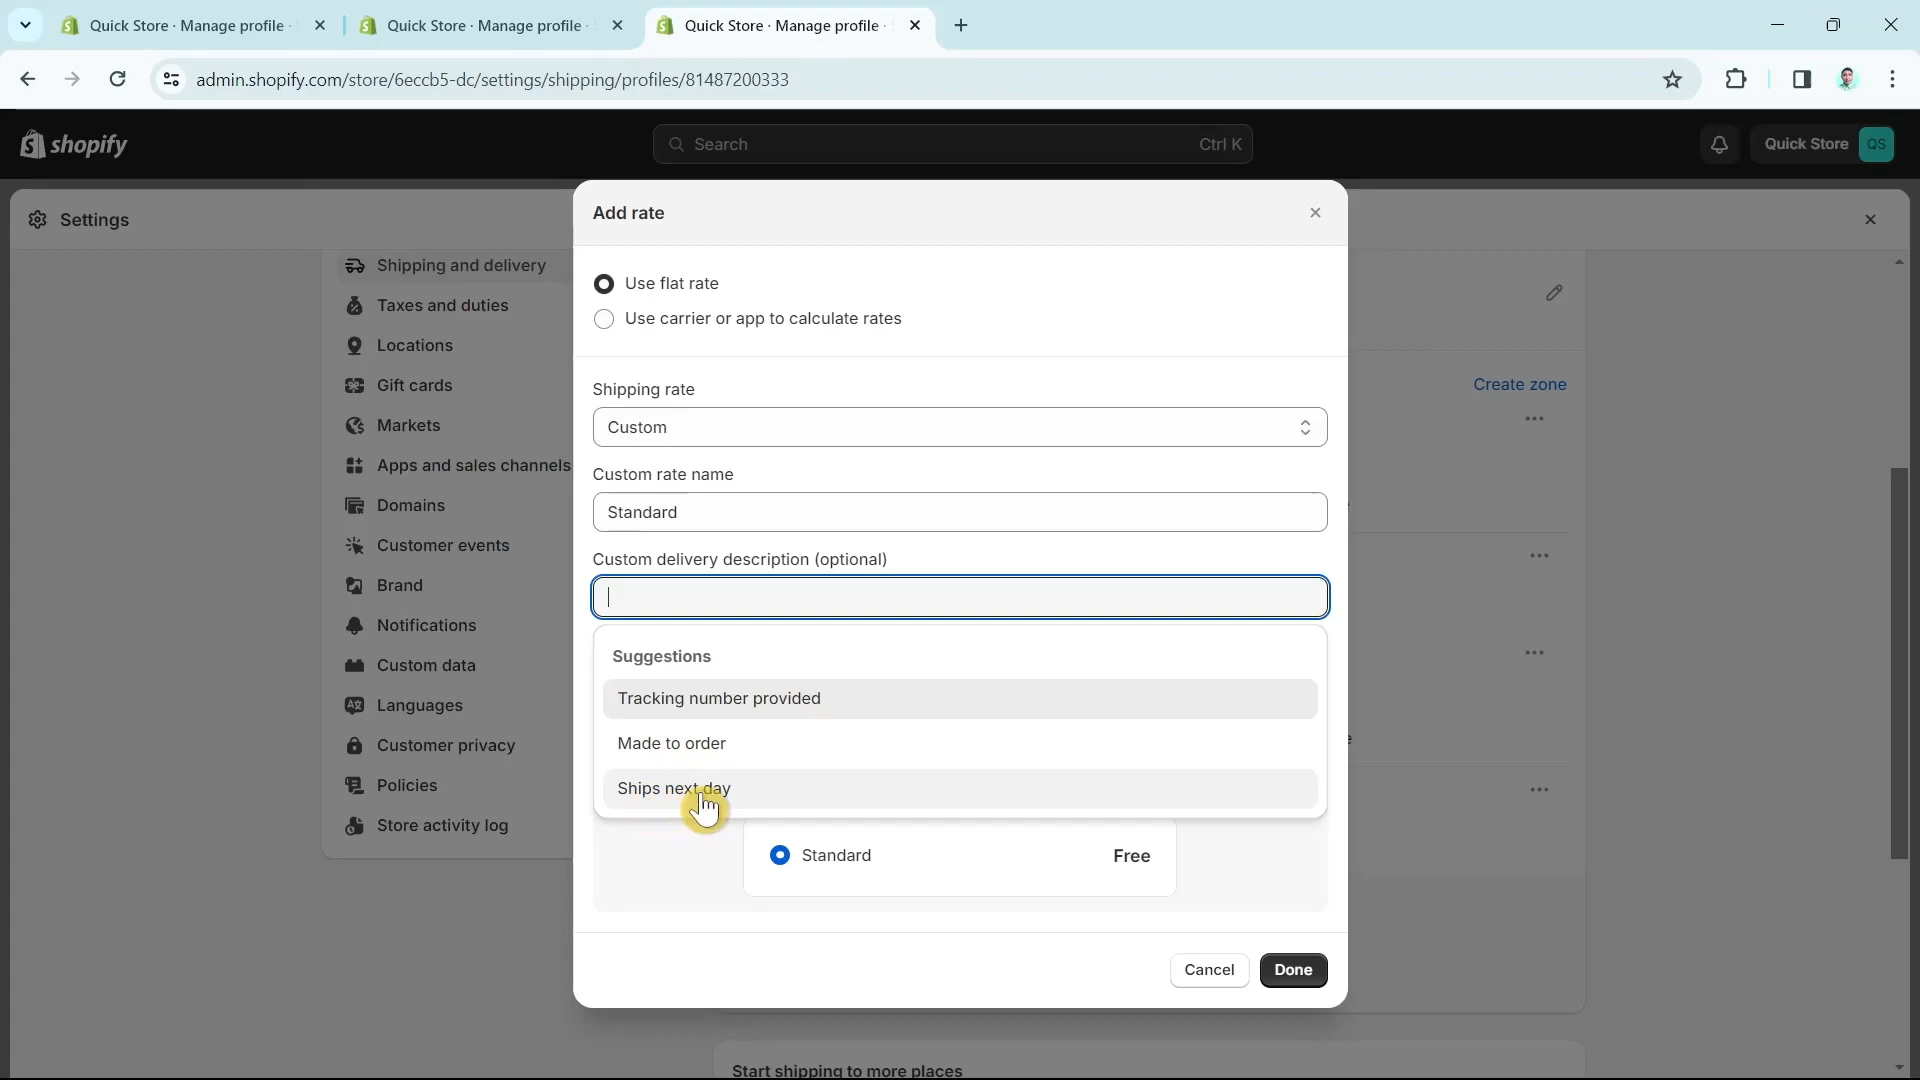 Quick Store · Manage profile ·
Quick Store · Manage profile ·
Quick Store · Manage profile ·
admin.shopify.com/store/6eccb5-dc/settings/shipping/profiles/81487200333
shopify
Search
Ctrl K
Quick Store
QS
Settings
Add rate
Shipping and delivery
Taxes and duties
Locations
Gift cards
Markets
Apps and sales channels
Domains
Customer events
Brand
Notifications
Custom data
Languages
Customer privacy
Policies
Store activity log
Use flat rate
Use carrier or app to calculate rates
Shipping rate
Custom
Custom rate name
Standard
Custom delivery description (optional)
Suggestions
Tracking number provided
Made to order
Ships next day
Standard
Free
Cancel
Done
Create zone
Start shipping to more places